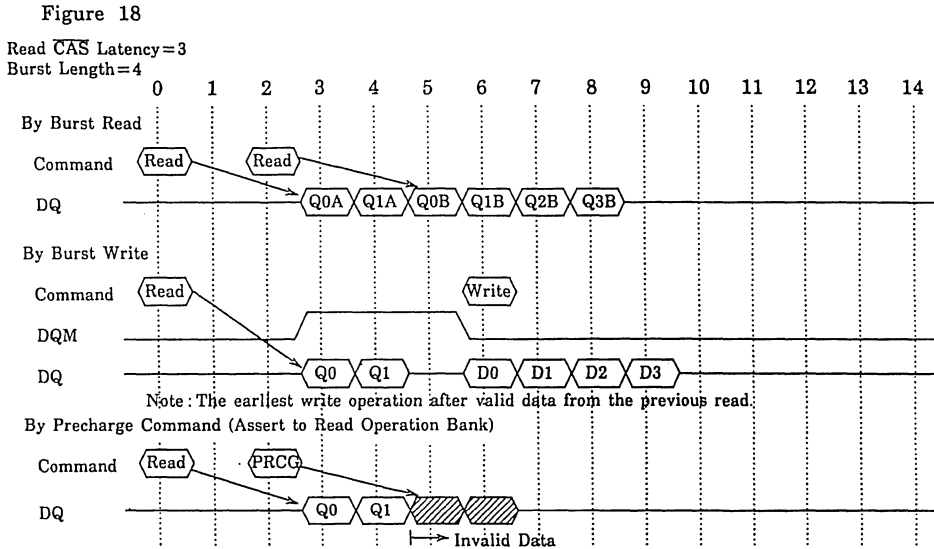 Figure 18
Read CAS Latency=3
Burst Length=4
0 1 2 3 4 5 6 7 8 9 10 11 12 13 14
By Burst Read
Command Read Read
DQ Q0A Q1A Q0B Q1B Q2B Q3B
By Burst Write
Command Read Write
DQM
DQ Q0 Q1 D0 D1 D2 D3
Note : The earliest write operation after valid data from the previous read.
By Precharge Command (Assert to Read Operation Bank)
Command Read PRCG
DQ Q0 Q1
Invalid Data